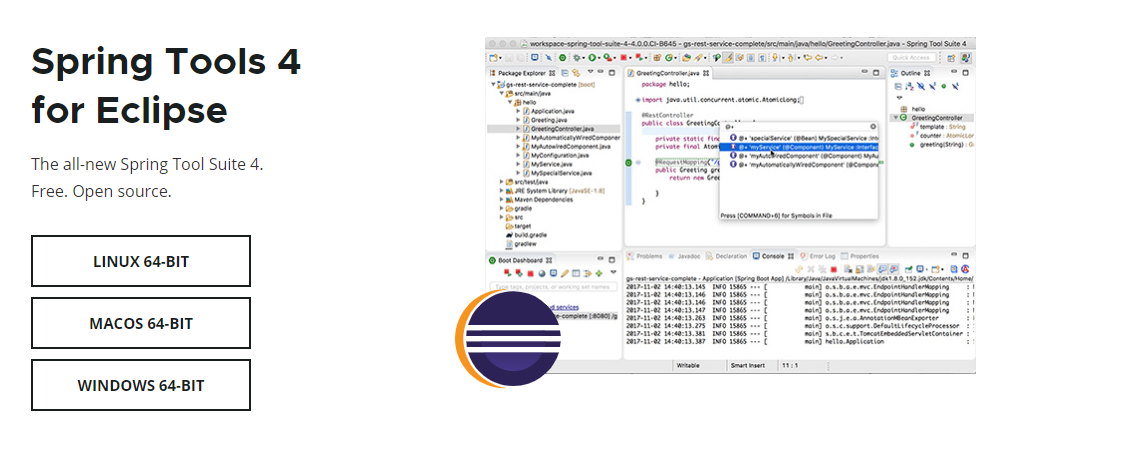 Spring Tools 4
for Eclipse
The all-new Spring Tool Suite 4.
Free. Open source.
LINUX 64-BIT
MACOS 64-BIT
WINDOWS 64-BIT
workspace-spring-tool-suite-4-4.0.0.CI-B645 - gs-rest-service-complete/src/main/java/hello/GreetingController.java - Spring Tool Suite 4
Quick Access
Package Explorer
gs-rest-service-complete [boot]
src/main/java
hello
Application.java
Greeting.java
GreetingController.java
MyAutomaticallyWiredComponen
MyAutowiredComponent.java
MyConfiguration.java
MyService.java
MySpecialService.java
src/test/java
JRE System Library [JavaSE-1.8]
Maven Dependencies
gradle
src
target
build.gradle
gradlew
Boot Dashboard
Type tags, projects, or working set names
services
-complete [:8080] /g
GreetingController.java
package hello;
import java.util.concurrent.atomic.AtomicLong;
@RestController
public class GreetingCont
private static fina
private final Atom
@RequestMapping("/g
public Greeting gre
return new Gree
}
}
@+
@+ 'specialService' (@Bean) MySpecialService :Inte
@+ 'myService' (@Component) MyService :Interfac
@+ 'myAutowiredComponent' (@Component) MyAu
@+ 'myAutomaticallyWiredComponent' (@Compone
Press [COMMAND+6] for Symbols in File
Outline
hello
GreetingController
template : String
counter : AtomicLon
greeting(String) : G
Problems
Javadoc
Declaration
Console
Error Log
Properties
gs-rest-service-complete - Application [Spring Boot App] /Library/Java/JavaVirtualMachines/jdk1.8.0_152.jdk/Contents/Home/
2017-11-02 14:40:13.145 INFO 15865 --- [ main] o.s.b.a.e.mvc.EndpointHandlerMapping :
2017-11-02 14:40:13.146 INFO 15865 --- [ main] o.s.b.a.e.mvc.EndpointHandlerMapping :
2017-11-02 14:40:13.146 INFO 15865 --- [ main] o.s.b.a.e.mvc.EndpointHandlerMapping :
2017-11-02 14:40:13.147 INFO 15865 --- [ main] o.s.b.a.e.mvc.EndpointHandlerMapping :
2017-11-02 14:40:13.263 INFO 15865 --- [ main] o.s.j.e.a.AnnotationMBeanExporter :
2017-11-02 14:40:13.275 INFO 15865 --- [ main] o.s.c.support.DefaultLifecycleProcessor :
2017-11-02 14:40:13.381 INFO 15865 --- [ main] s.b.c.e.t.TomcatEmbeddedServletContainer :
2017-11-02 14:40:13.387 INFO 15865 --- [ main] hello.Application :
Writable
Smart Insert
11 : 1